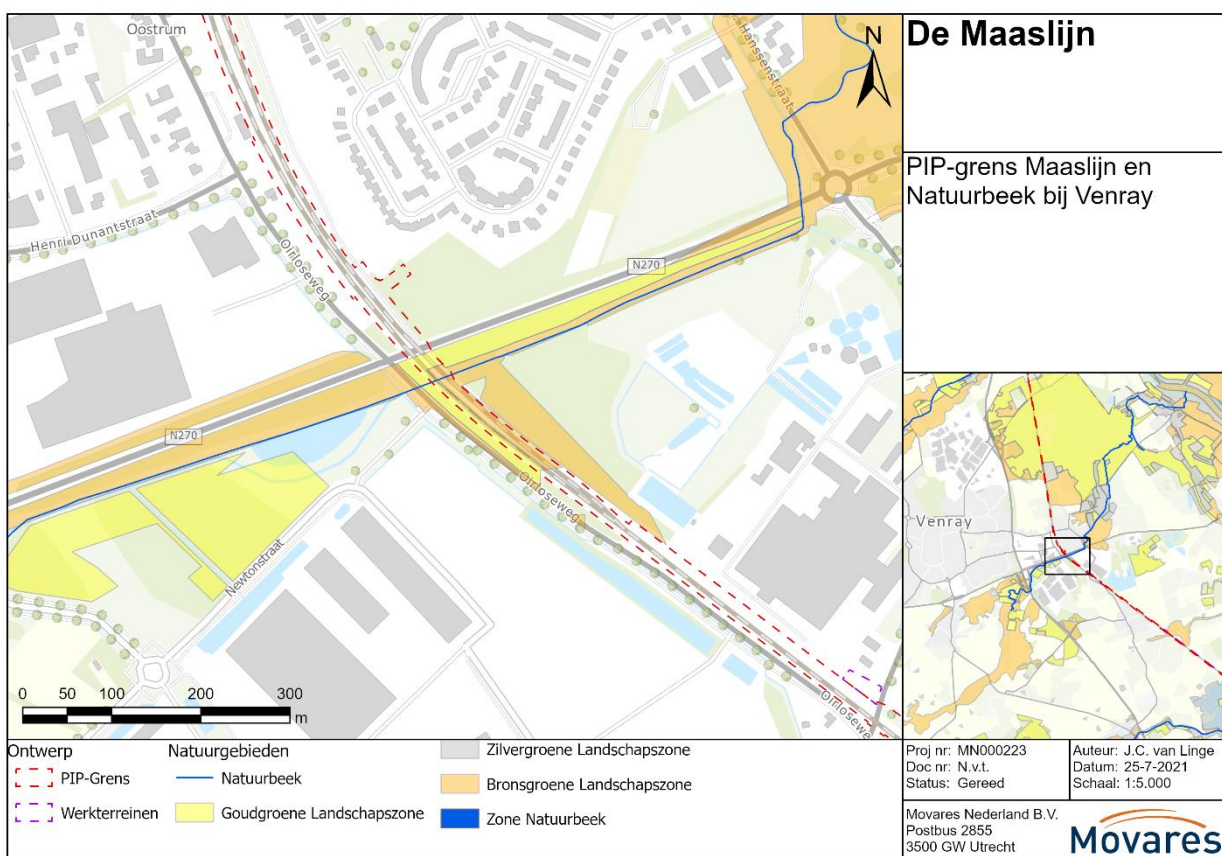 De Maaslijn
PIP-grens Maaslijn en
Natuurbeek bij Venray
N
Oostrum
Hanssenstraat
Henri Dunantstraat
Oirloseweg
N270
N270
Oirloseweg
Newtonstraat
Oirlosewe
Venray
0 50 100 200 300
m
Ontwerp
PIP-Grens
Werkterreinen
Natuurgebieden
Natuurbeek
Goudgroene Landschapszone
Zilvergroene Landschapszone
Bronsgroene Landschapszone
Zone Natuurbeek
Proj nr: MN000223
Doc nr: N.v.t.
Status: Gereed
Auteur: J.C. van Linge
Datum: 25-7-2021
Schaal: 1:5.000
Movares Nederland B.V.
Postbus 2855
3500 GW Utrecht
Movares